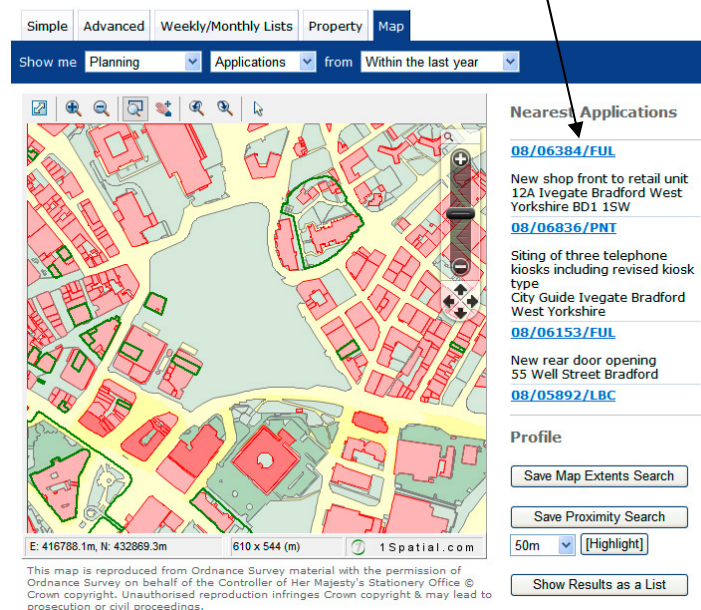 Simple Advanced Weekly/Monthly Lists Property Map
Show me Planning Applications from Within the last year
Nearest Applications
08/06384/FUL
New shop front to retail unit
12A Ivegate Bradford West
Yorkshire BD1 1SW
08/06836/PNT
Siting of three telephone
kiosks including revised kiosk
type
City Guide Ivegate Bradford
West Yorkshire
08/06153/FUL
New rear door opening
55 Well Street Bradford
08/05892/LBC
Profile
Save Map Extents Search
Save Proximity Search
50m [Highlight]
Show Results as a List
E: 416788.1m, N: 432869.3m 610 x 544 (m) 1Spatial.com
This map is reproduced from Ordnance Survey material with the permission of
Ordnance Survey on behalf of the Controller of Her Majesty's Stationery Office ©
Crown copyright. Unauthorised reproduction infringes Crown copyright & may lead to
prosecution or civil proceedings.